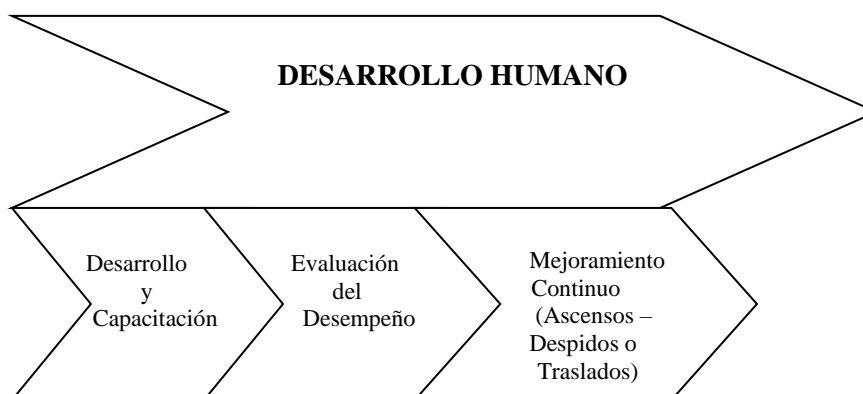 DESARROLLO HUMANO
Desarrollo
y
Capacitación
Evaluación
del
Desempeño
Mejoramiento
Continuo
(Ascensos –
Despidos o
Traslados)